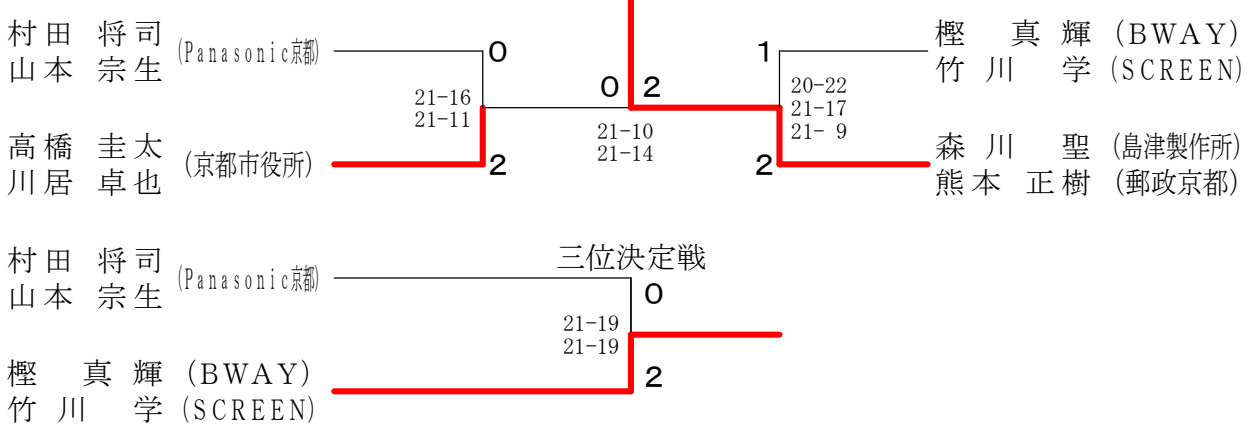 村田 将司
山本 宗生
(Panasonic京都)
0
21-16
21-11
高橋 圭太
川居 卓也
(京都市役所)
2
0 2
21-10
21-14
1
20-22
21-17
21- 9
2
樫 真輝 (BWAY)
竹川 学 (SCREEN)
森川 聖 (島津製作所)
熊本 正樹 (郵政京都)
三位決定戦
村田 将司
山本 宗生
(Panasonic京都)
0
21-19
21-19
2
樫 真輝 (BWAY)
竹川 学 (SCREEN)